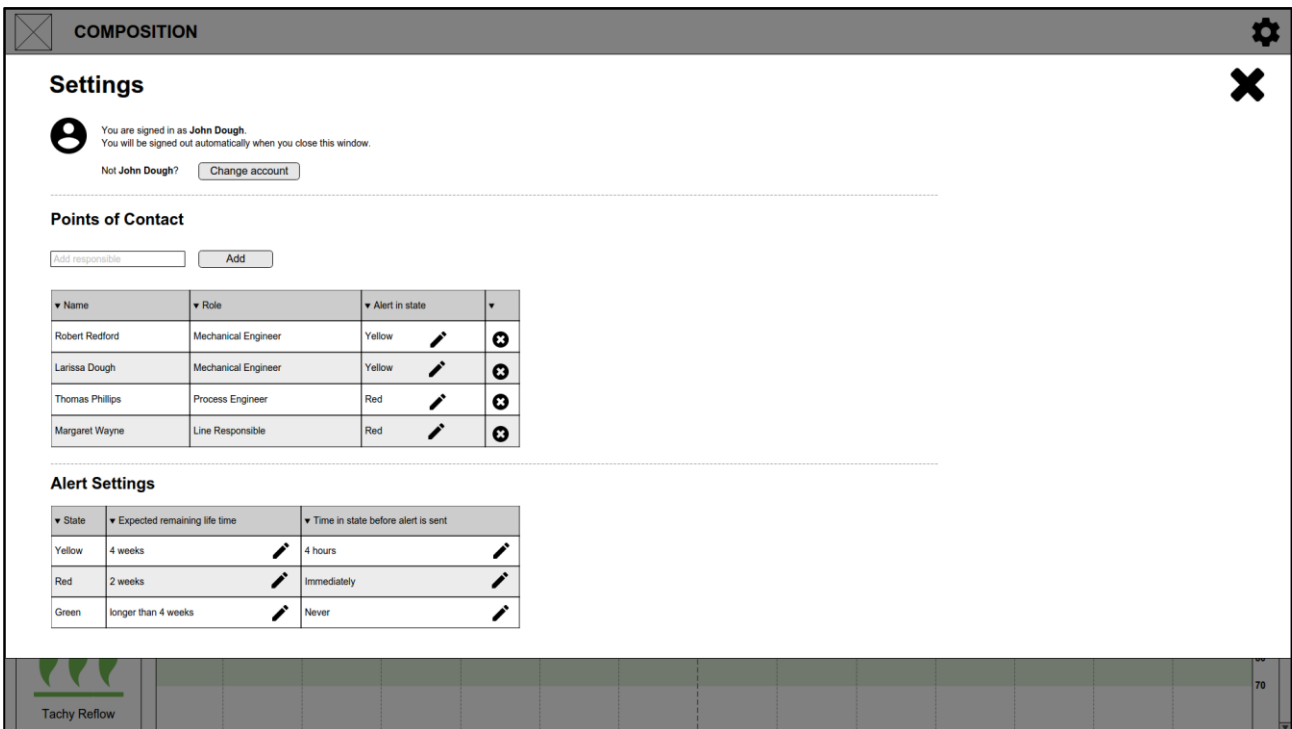 COMPOSITION
Settings
You are signed in as John Dough.
You will be signed out automatically when you close this window.
Not John Dough? Change account
Points of Contact
Add responsible Add
▾ Name ▾ Role ▾ Alert in state ▾
Robert Redford Mechanical Engineer Yellow
Larissa Dough Mechanical Engineer Yellow
Thomas Phillips Process Engineer Red
Margaret Wayne Line Responsible Red
Alert Settings
▾ State ▾ Expected remaining life time ▾ Time in state before alert is sent
Yellow 4 weeks 4 hours
Red 2 weeks Immediately
Green longer than 4 weeks Never
70
Tachy Reflow